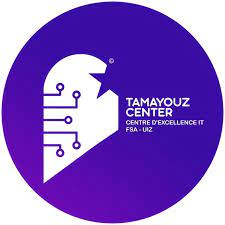 ©
TAMAYOUZ
CENTER
CENTRE D'EXCELLENCE IT
FSA - UIZ